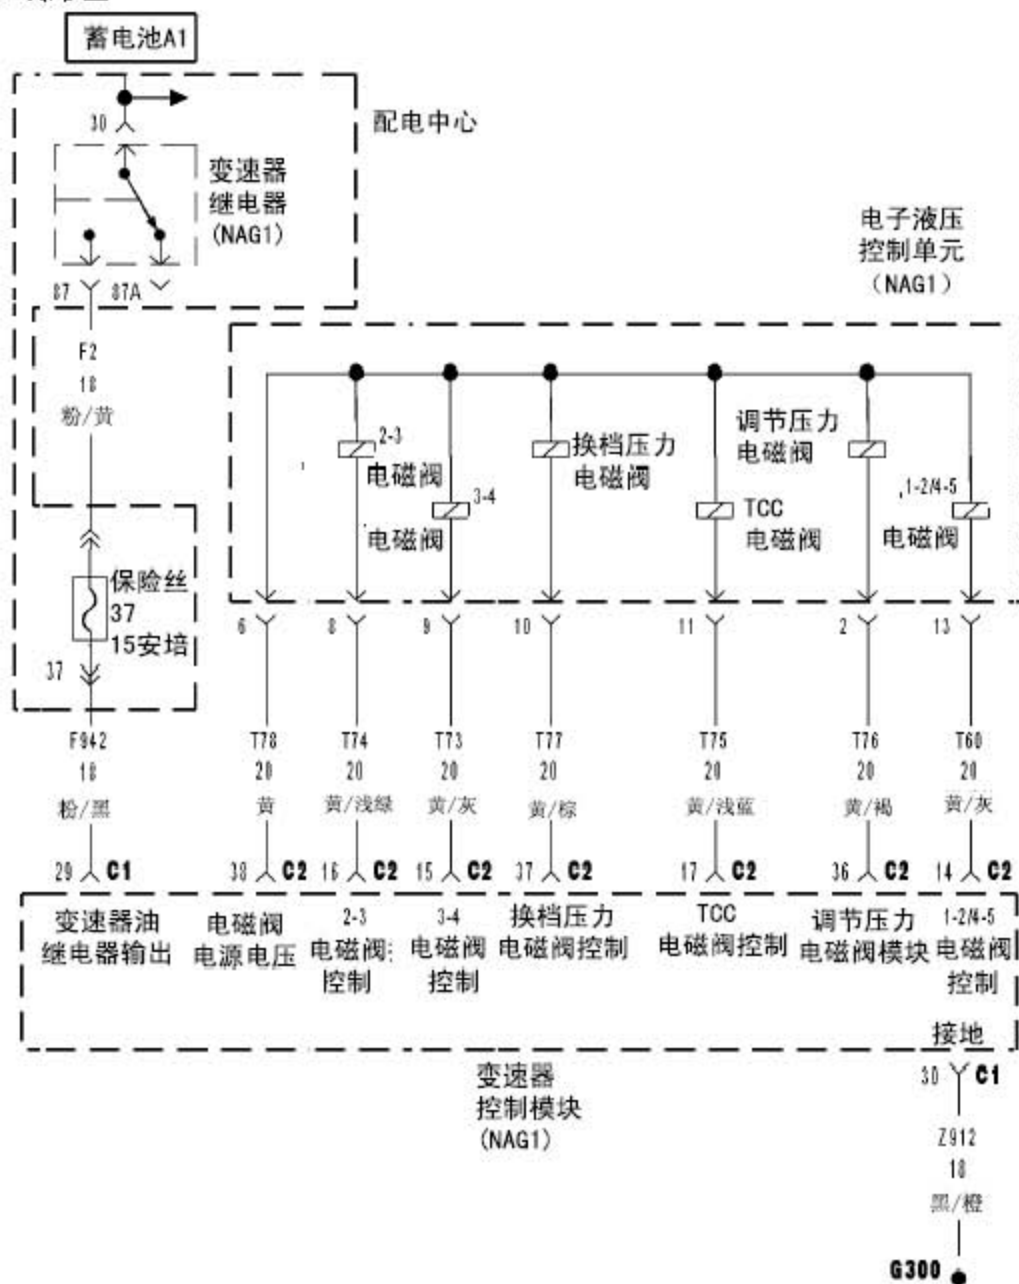 蓄电池A1
30
配电中心
变速器
继电器
(NAG1)
87
87A
电子液压
控制单元
（NAG1）
F2
18
粉/黄
2-3
电磁阀
3-4
电磁阀
换档压力
电磁阀
TCC
电磁阀
调节压力
电磁阀
1-2/4-5
电磁阀
保险丝
37
15安培
37
6
8
9
10
11
2
13
F942
18
粉/黑
T78
20
黄
T74
20
黄/浅绿
T73
20
黄/灰
T77
20
黄/棕
T75
20
黄/浅蓝
T76
20
黄/褐
T60
20
黄/灰
29 C1
38 C2
16 C2
15 C2
37 C2
17 C2
36 C2
14 C2
变速器油
继电器输出
电磁阀
电源电压
2-3
电磁阀
控制
3-4
电磁阀
控制
换档压力
电磁阀控制
TCC
电磁阀控制
调节压力
电磁阀模块
1-2/4-5
电磁阀
控制
接地
变速器
控制模块
(NAG1)
30 C1
Z912
18
黑/橙
G300